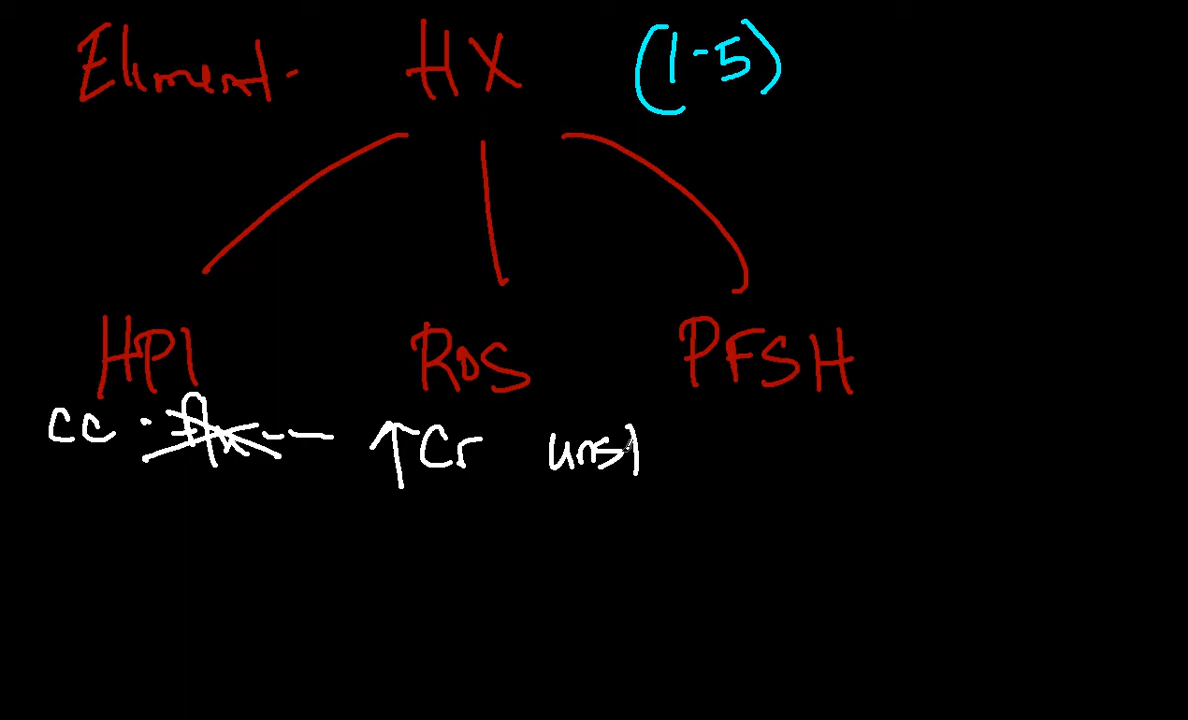 Element. HX (1-5)
HPI ROS PFSH
CC . ↑Cr